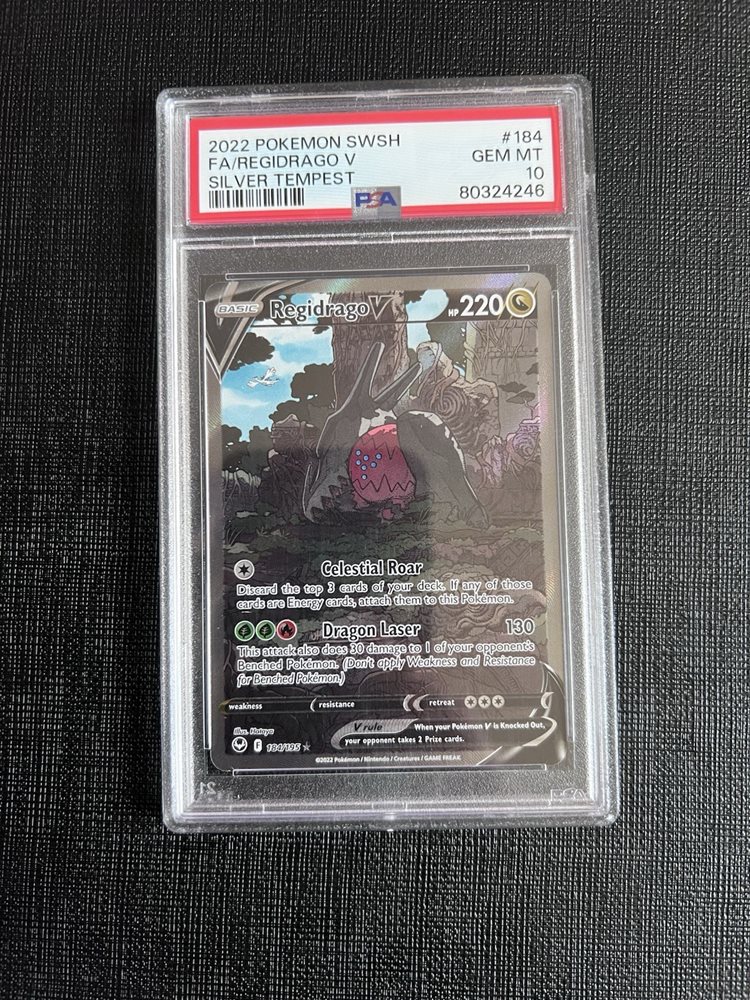 2022 POKEMON SWSH #184
FA/REGIDRAGO V GEM MT
SILVER TEMPEST 10
PSA 80324246
BASIC Regidrago V HP 220
Celestial Roar
Discard the top 3 cards of your deck. If any of those
cards are Energy cards, attach them to this Pokémon.
Dragon Laser 130
This attack also does 30 damage to 1 of your opponent's
Benched Pokémon. (Don't apply Weakness and Resistance
for Benched Pokémon.)
weakness resistance retreat
V rule When your Pokémon V is Knocked Out,
your opponent takes 2 Prize cards.
Illus. Hataya
F 184/195
©2022 Pokémon / Nintendo / Creatures / GAME FREAK